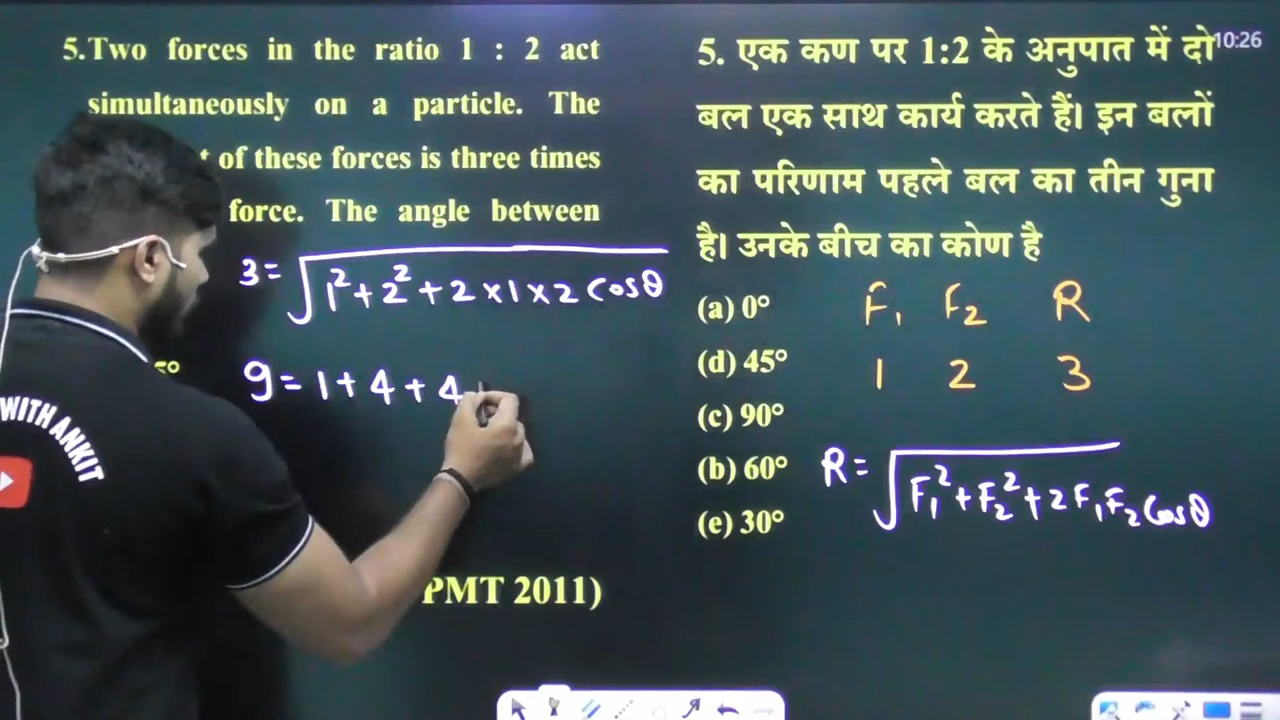 5.Two forces in the ratio 1 : 2 act
simultaneously on a particle. The
of these forces is three times
force. The angle between
3 = √1²+2²+2×1×2 Cosθ
9 = 1+4+4
5°
WITH ANKIT
PMT 2011)
10:26
5. एक कण पर 1:2 के अनुपात में दो
बल एक साथ कार्य करते हैं। इन बलों
का परिणाम पहले बल का तीन गुना
है। उनके बीच का कोण है
(a) 0°
(d) 45°
(c) 90°
(b) 60°
(e) 30°
F₁ F₂ R
1 2 3
R = √F₁²+F₂²+2F₁F₂Cosθ